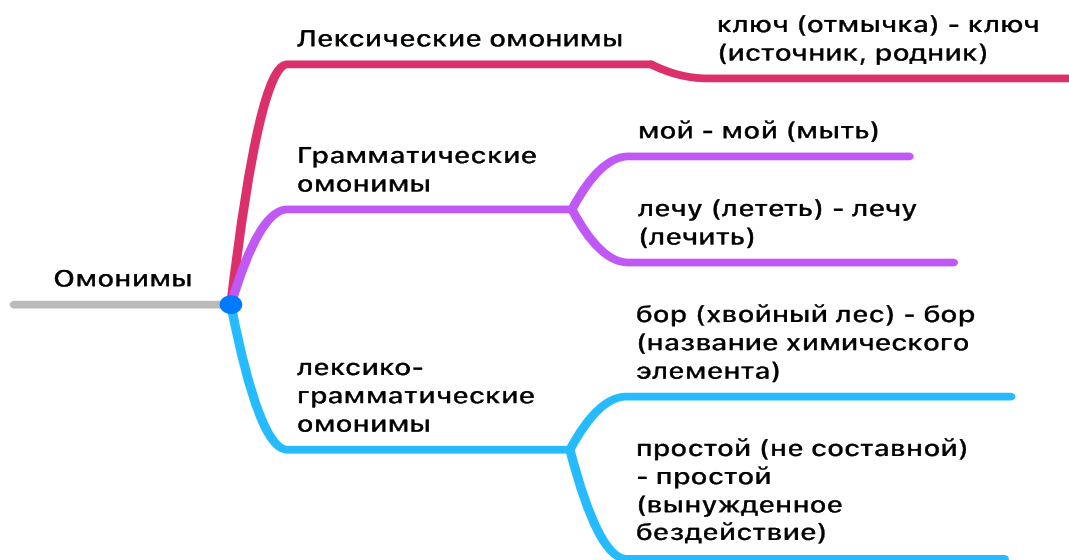 Омонимы
Лексические омонимы
ключ (отмычка) - ключ
(источник, родник)
Грамматические
омонимы
мой - мой (мыть)
лечу (лететь) - лечу
(лечить)
лексико-
грамматические
омонимы
бор (хвойный лес) - бор
(название химического
элемента)
простой (не составной)
- простой
(вынужденное
бездействие)